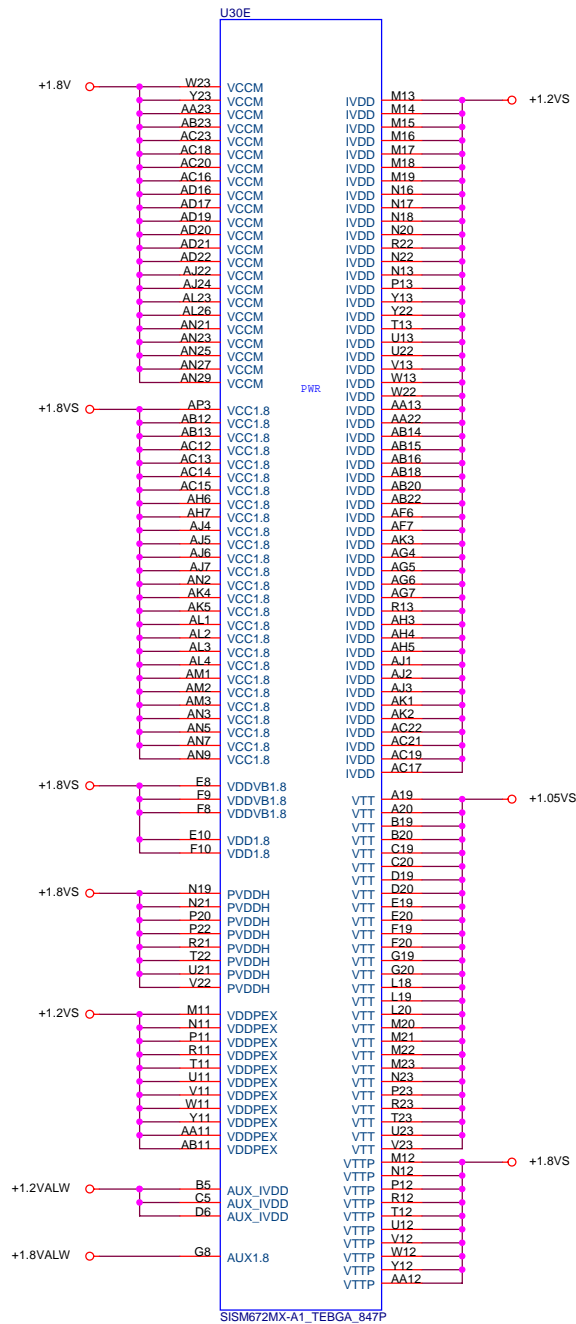 U30E
+1.8V W23 VCCM
Y23 VCCM
AA23 VCCM
AB23 VCCM
AC23 VCCM
AC18 VCCM
AC20 VCCM
AC16 VCCM
AD16 VCCM
AD17 VCCM
AD19 VCCM
AD20 VCCM
AD21 VCCM
AD22 VCCM
AJ22 VCCM
AJ24 VCCM
AL23 VCCM
AL26 VCCM
AN21 VCCM
AN23 VCCM
AN25 VCCM
AN27 VCCM
AN29 VCCM
+1.8VS AP3 VCC1.8
AB12 VCC1.8
AB13 VCC1.8
AC12 VCC1.8
AC13 VCC1.8
AC14 VCC1.8
AC15 VCC1.8
AH6 VCC1.8
AH7 VCC1.8
AJ4 VCC1.8
AJ5 VCC1.8
AJ6 VCC1.8
AJ7 VCC1.8
AN2 VCC1.8
AK4 VCC1.8
AK5 VCC1.8
AL1 VCC1.8
AL2 VCC1.8
AL3 VCC1.8
AL4 VCC1.8
AM1 VCC1.8
AM2 VCC1.8
AM3 VCC1.8
AN3 VCC1.8
AN5 VCC1.8
AN7 VCC1.8
AN9 VCC1.8
+1.8VS E8 VDDVB1.8
F9 VDDVB1.8
F8 VDDVB1.8
E10 VDD1.8
F10 VDD1.8
+1.8VS N19 PVDDH
N21 PVDDH
P20 PVDDH
P22 PVDDH
R21 PVDDH
T22 PVDDH
U21 PVDDH
V22 PVDDH
+1.2VS M11 VDDPEX
N11 VDDPEX
P11 VDDPEX
R11 VDDPEX
T11 VDDPEX
U11 VDDPEX
V11 VDDPEX
W11 VDDPEX
Y11 VDDPEX
AA11 VDDPEX
AB11 VDDPEX
+1.2VALW B5 AUX_IVDD
C5 AUX_IVDD
D6 AUX_IVDD
+1.8VALW G8 AUX1.8
PWR
IVDD M13 +1.2VS
IVDD M14
IVDD M15
IVDD M16
IVDD M17
IVDD M18
IVDD M19
IVDD N16
IVDD N17
IVDD N18
IVDD N20
IVDD R22
IVDD N22
IVDD N13
IVDD P13
IVDD Y13
IVDD Y22
IVDD T13
IVDD U13
IVDD U22
IVDD V13
IVDD W13
IVDD W22
IVDD AA13
IVDD AA22
IVDD AB14
IVDD AB15
IVDD AB16
IVDD AB18
IVDD AB20
IVDD AB22
IVDD AF6
IVDD AF7
IVDD AK3
IVDD AG4
IVDD AG5
IVDD AG6
IVDD AG7
IVDD R13
IVDD AH3
IVDD AH4
IVDD AH5
IVDD AJ1
IVDD AJ2
IVDD AJ3
IVDD AK1
IVDD AK2
IVDD AC22
IVDD AC21
IVDD AC19
IVDD AC17
VTT A19 +1.05VS
VTT A20
VTT B19
VTT B20
VTT C19
VTT C20
VTT D19
VTT D20
VTT E19
VTT E20
VTT F19
VTT F20
VTT G19
VTT G20
VTT L18
VTT L19
VTT L20
VTT M20
VTT M21
VTT M22
VTT M23
VTT N23
VTT P23
VTT R23
VTT T23
VTT U23
VTT V23
VTTP M12 +1.8VS
VTTP N12
VTTP P12
VTTP R12
VTTP T12
VTTP U12
VTTP V12
VTTP W12
VTTP Y12
VTTP AA12
SISM672MX-A1_TEBGA_847P